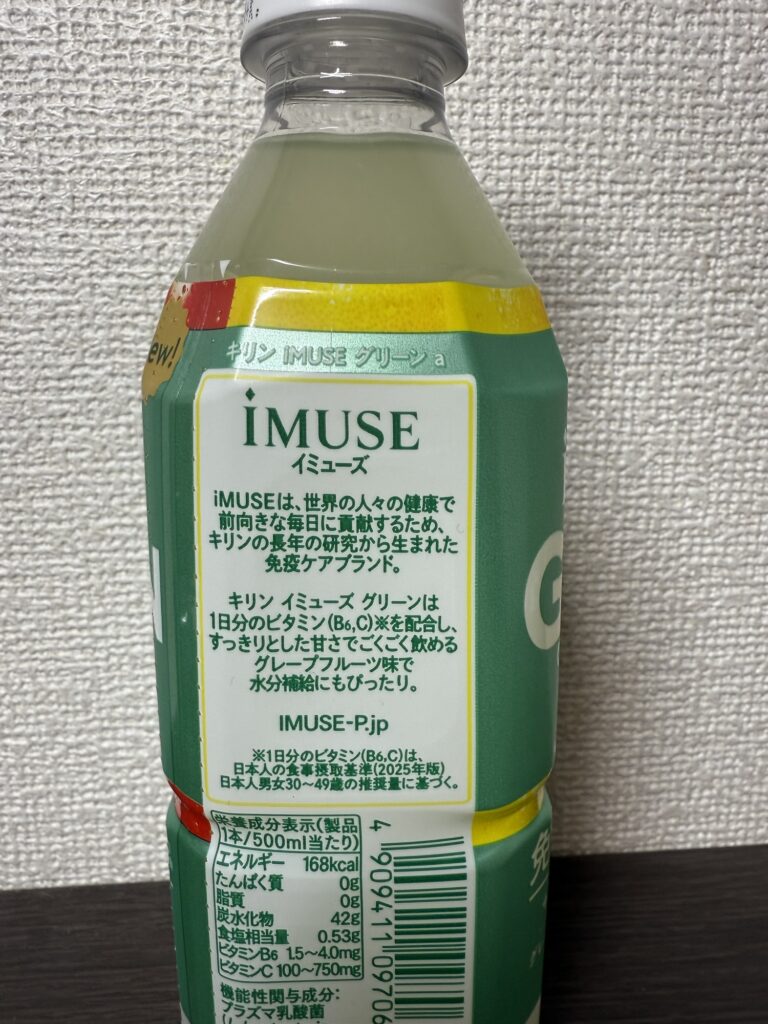 ew!
キリン iMUSE グリーン a
iMUSE
イミューズ
iMUSEは、世界の人々の健康で
前向きな毎日に貢献するため、
キリンの長年の研究から生まれた
免疫ケアブランド。
キリン イミューズ グリーンは
1日分のビタミン(B6,C)※を配合し、
すっきりとした甘さでごくごく飲める
グレープフルーツ味で
水分補給にもぴったり。
IMUSE-P.jp
※1日分のビタミン(B6,C)は、
日本人の食事摂取基準(2025年版)
日本人男女30〜49歳の推奨量に基づく。
栄養成分表示(製品
1本/500ml当たり)
エネルギー 168kcal
たんぱく質 0g
脂質 0g
炭水化物 42g
食塩相当量 0.53g
ビタミンB6 1.5〜4.0mg
ビタミンC 100〜750mg
機能性関与成分:
プラズマ乳酸菌
4 909411 09706
G
免